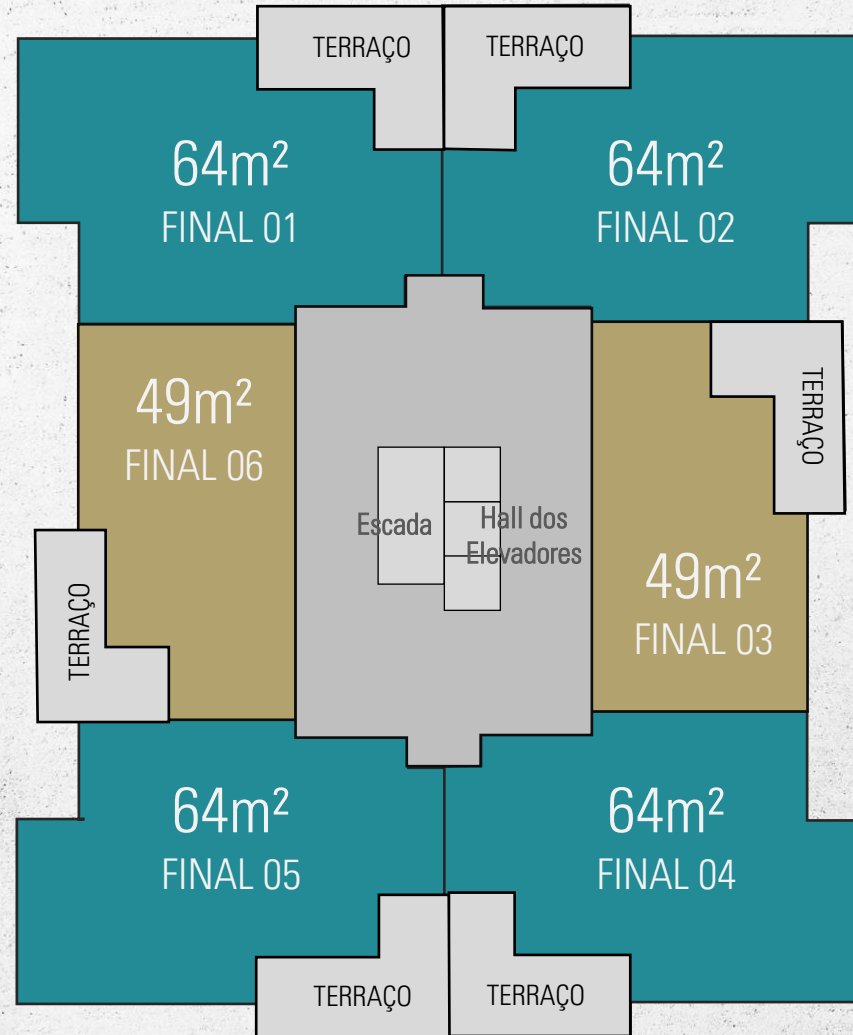 TERRAÇO
TERRAÇO
64m²
FINAL 01
64m²
FINAL 02
49m²
FINAL 06
TERRAÇO
Escada
Hall dos
Elevadores
49m²
FINAL 03
TERRAÇO
64m²
FINAL 05
64m²
FINAL 04
TERRAÇO
TERRAÇO